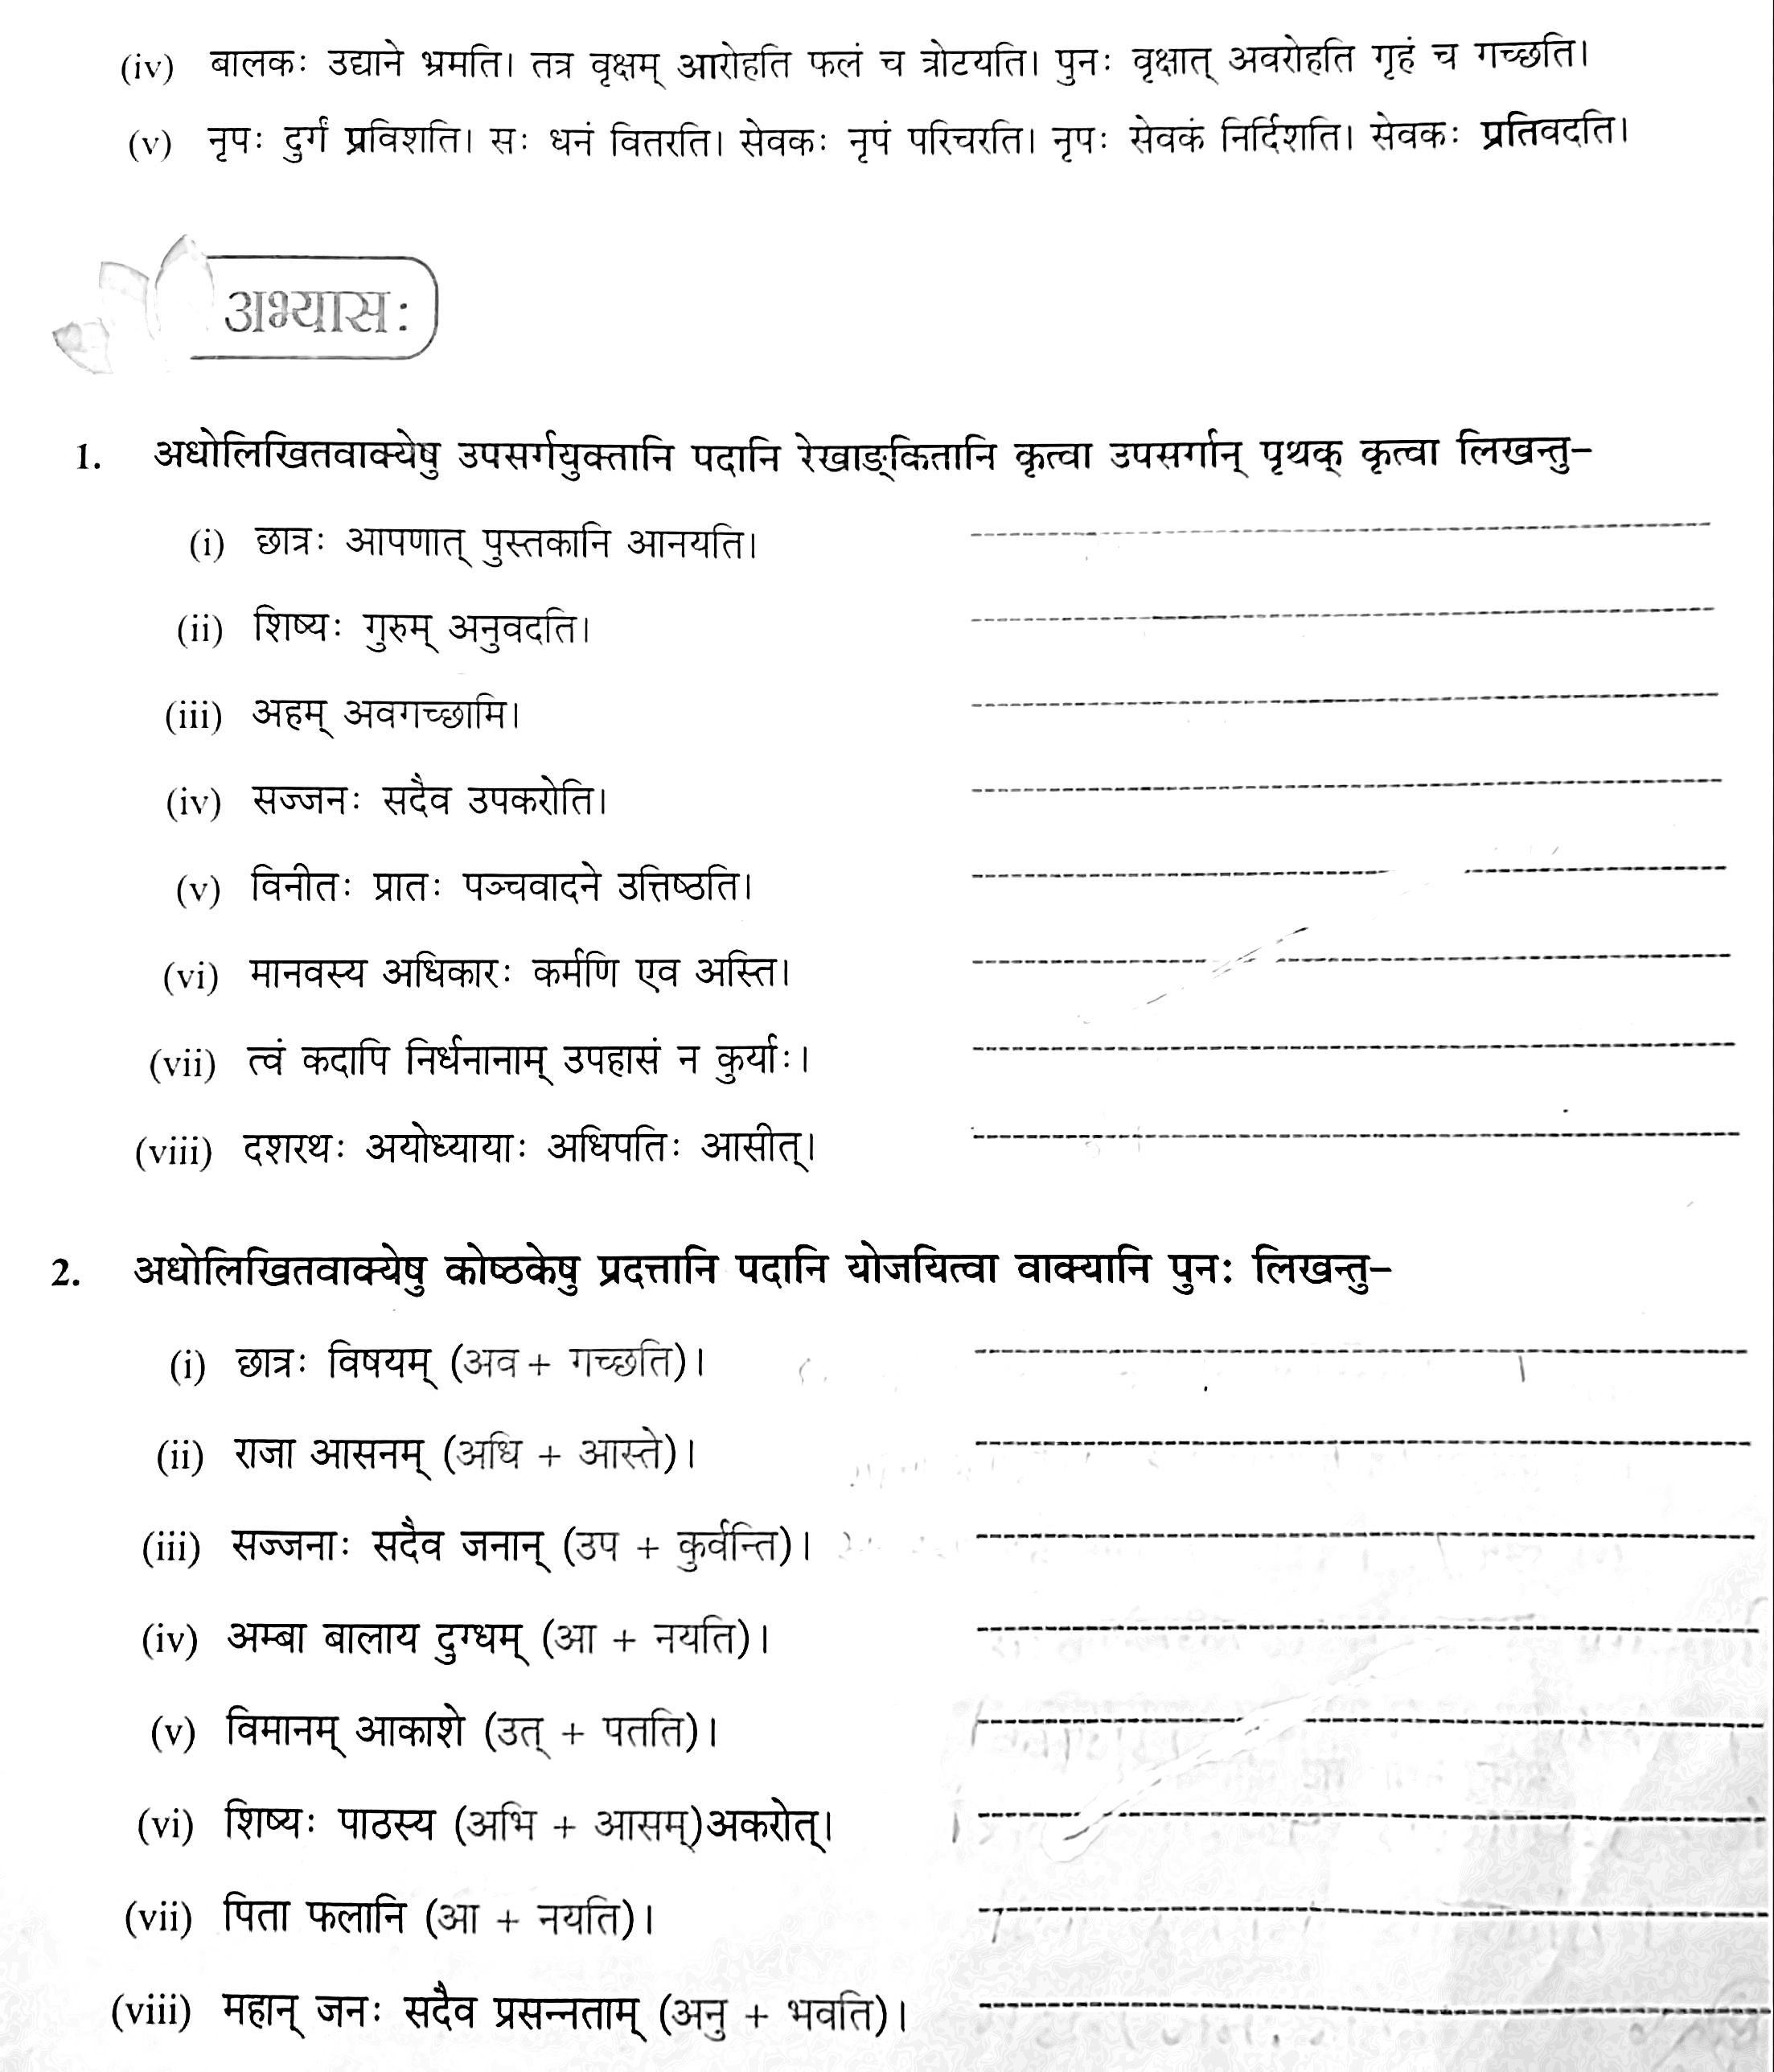 (iv) बालकः उद्याने भ्रमति। तत्र वृक्षम् आरोहति फलं च त्रोटयति। पुनः वृक्षात् अवरोहति गृहं च गच्छति।
(v) नृपः दुर्गं प्रविशति। सः धनं वितरति। सेवकः नृपं परिचरति। नृपः सेवकं निर्दिशति। सेवकः प्रतिवदति।
अभ्यासः
1. अधोलिखितवाक्येषु उपसर्गयुक्तानि पदानि रेखाङ्कितानि कृत्वा उपसर्गान् पृथक् कृत्वा लिखन्तु-
(i) छात्रः आपणात् पुस्तकानि आनयति।
(ii) शिष्यः गुरुम् अनुवदति।
(iii) अहम् अवगच्छामि।
(iv) सज्जनः सदैव उपकरोति।
(v) विनीतः प्रातः पञ्चवादने उत्तिष्ठति।
(vi) मानवस्य अधिकारः कर्मणि एव अस्ति।
(vii) त्वं कदापि निर्धनानाम् उपहासं न कुर्याः।
(viii) दशरथः अयोध्यायाः अधिपतिः आसीत्।
2. अधोलिखितवाक्येषु कोष्ठकेषु प्रदत्तानि पदानि योजयित्वा वाक्यानि पुनः लिखन्तु-
(i) छात्रः विषयम् (अव + गच्छति)।
(ii) राजा आसनम् (अधि + आस्ते)।
(iii) सज्जनाः सदैव जनान् (उप + कुर्वन्ति)।
(iv) अम्बा बालाय दुग्धम् (आ + नयति)।
(v) विमानम् आकाशे (उत् + पतति)।
(vi) शिष्यः पाठस्य (अभि + आसम्)अकरोत्।
(vii) पिता फलानि (आ + नयति)।
(viii) महान् जनः सदैव प्रसन्नताम् (अनु + भवति)।